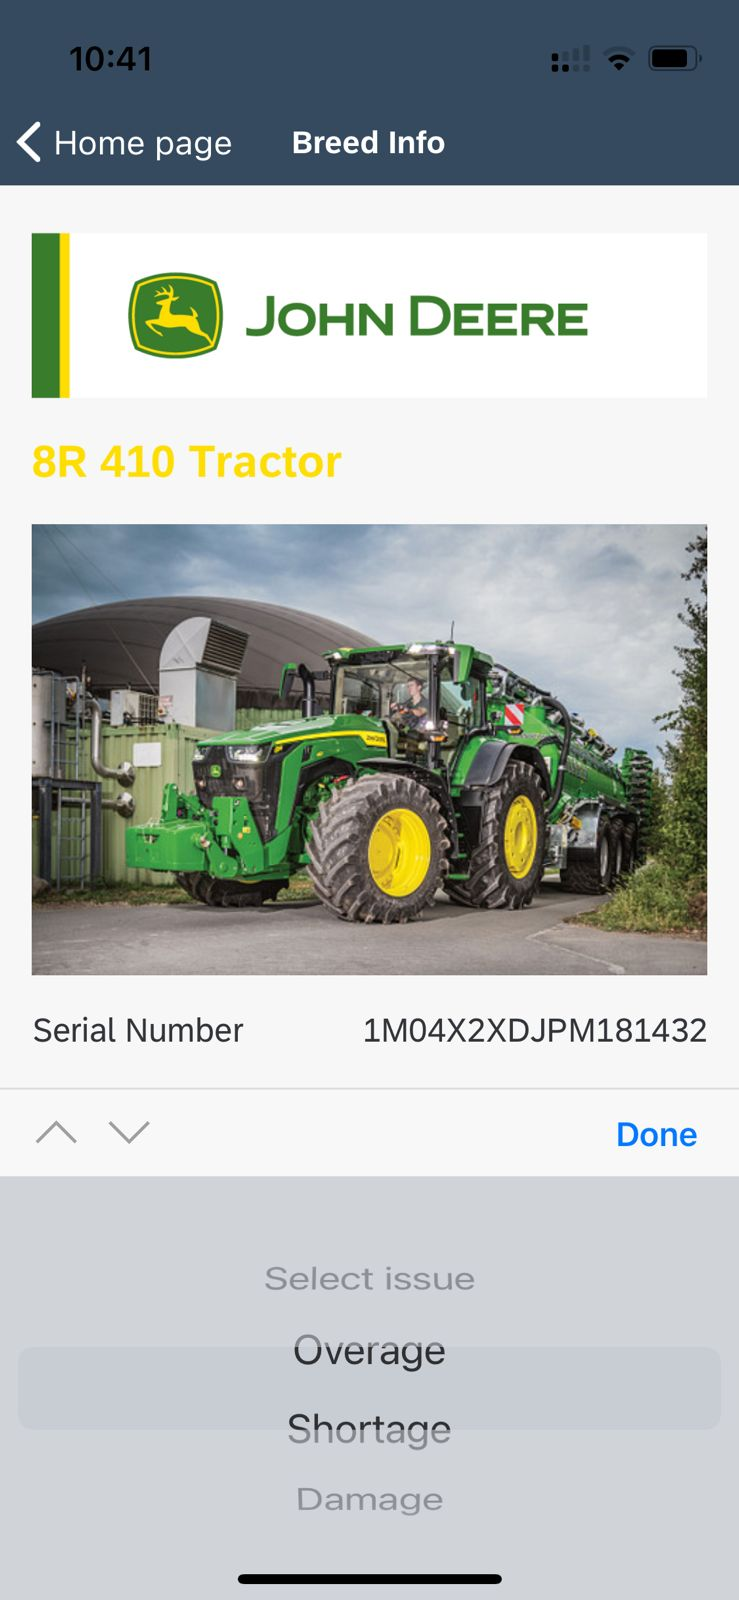 10:41
Home page
Breed Info
JOHN DEERE
8R 410 Tractor
Serial Number 1M04X2XDJPM181432
Done
Select issue
Overage
Shortage
Damage